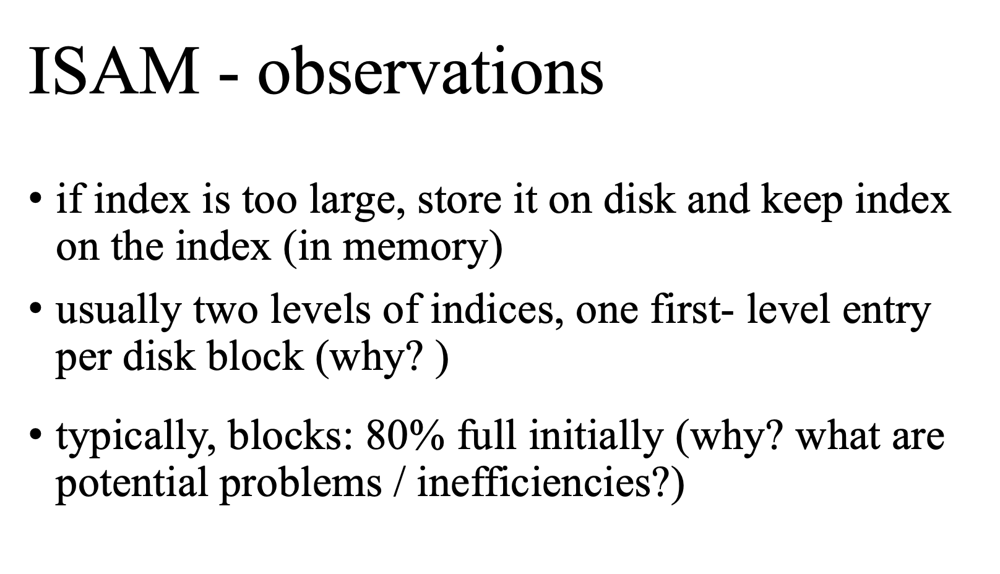 ISAM - observations
• if index is too large, store it on disk and keep index
on the index (in memory)
• usually two levels of indices, one first- level entry
per disk block (why? )
• typically, blocks: 80% full initially (why? what are
potential problems / inefficiencies?)